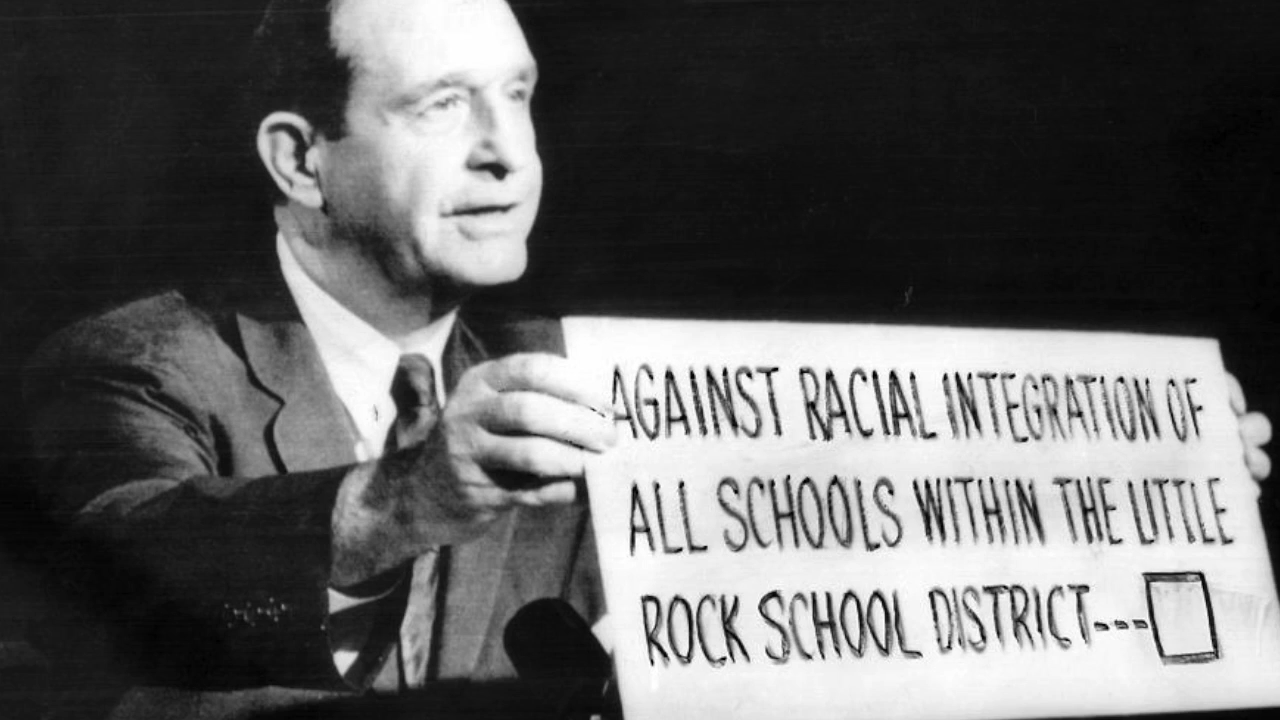 AGAINST RACIAL INTEGRATION OF
ALL SCHOOLS WITHIN THE LITTLE
ROCK SCHOOL DISTRICT---